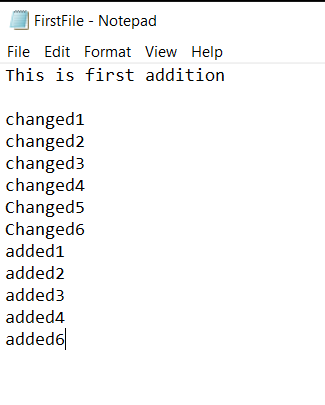 FirstFile - Notepad
File Edit Format View Help
This is first addition
changed1
changed2
changed3
changed4
Changed5
Changed6
added1
added2
added3
added4
added6